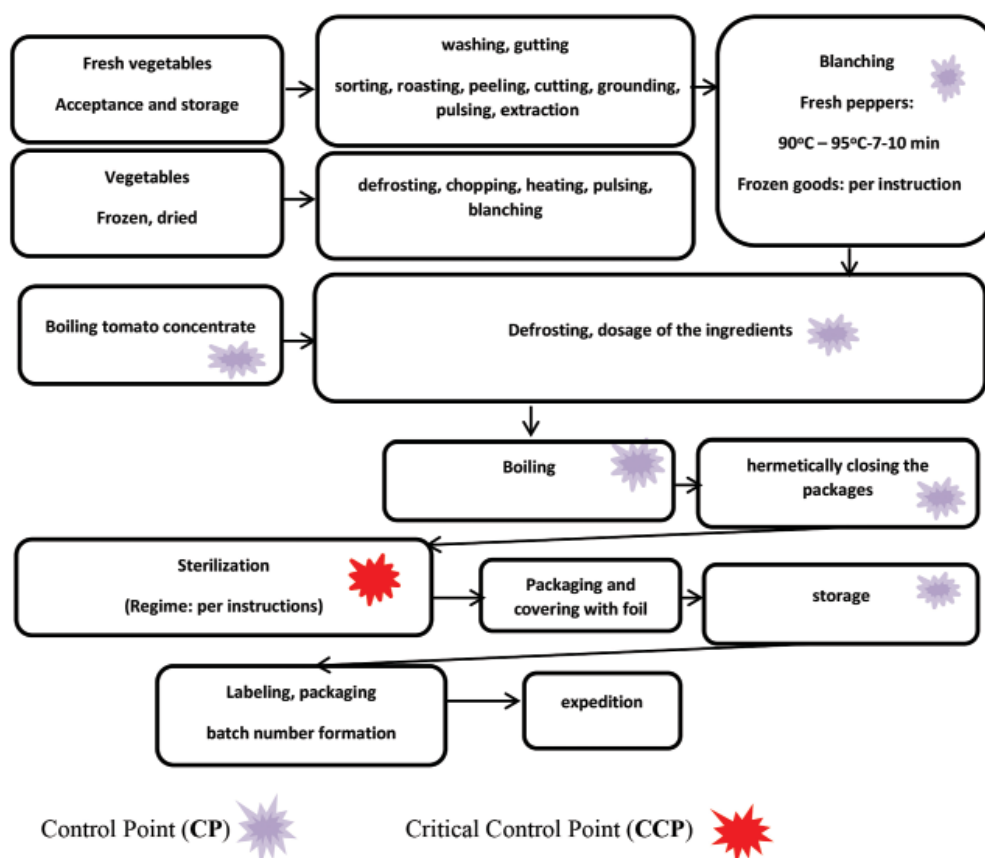 Fresh vegetables
Acceptance and storage
washing, gutting
sorting, roasting, peeling, cutting, grounding,
pulsing, extraction
Blanching
Fresh peppers:
90°C – 95°C-7-10 min
Frozen goods: per instruction
Vegetables
Frozen, dried
defrosting, chopping, heating, pulsing,
blanching
Boiling tomato concentrate
Defrosting, dosage of the ingredients
Boiling
hermetically closing the
packages
Sterilization
(Regime: per instructions)
Packaging and
covering with foil
storage
Labeling, packaging
batch number formation
expedition
Control Point (CP)
Critical Control Point (CCP)